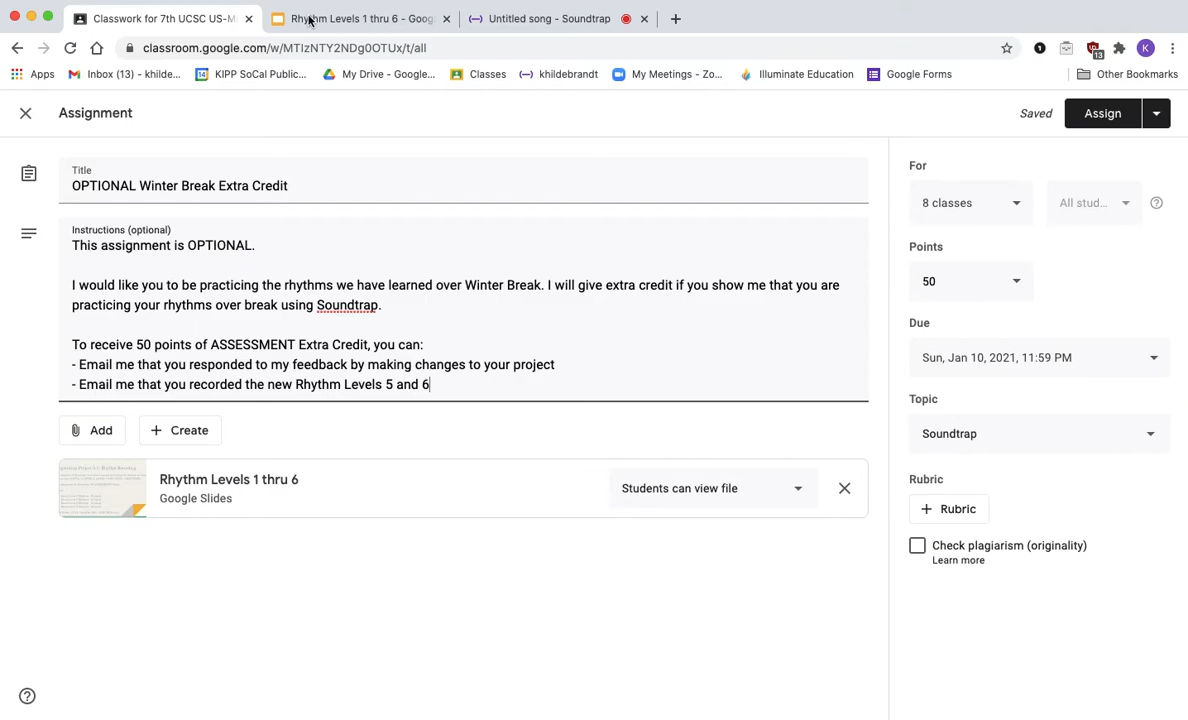 Classwork for 7th UCSC US-M
Rhythm Levels 1 thru 6 - Goog
Untitled song - Soundtrap
classroom.google.com/w/MTIzNTY2NDg0OTUx/t/all
K
Apps
Inbox (13) - khilde...
KIPP SoCal Public...
My Drive - Google...
Classes
khildebrandt
My Meetings - Zo...
Illuminate Education
Google Forms
Other Bookmarks
13
Assignment
Saved
Assign
Title
OPTIONAL Winter Break Extra Credit
Instructions (optional)
This assignment is OPTIONAL.
I would like you to be practicing the rhythms we have learned over Winter Break. I will give extra credit if you show me that you are
practicing your rhythms over break using Soundtrap.
To receive 50 points of ASSESSMENT Extra Credit, you can:
- Email me that you responded to my feedback by making changes to your project
- Email me that you recorded the new Rhythm Levels 5 and 6
Add
Create
Rhythm Levels 1 thru 6
Google Slides
Students can view file
For
8 classes
All stud...
Points
50
Due
Sun, Jan 10, 2021, 11:59 PM
Topic
Soundtrap
Rubric
+ Rubric
Check plagiarism (originality)
Learn more